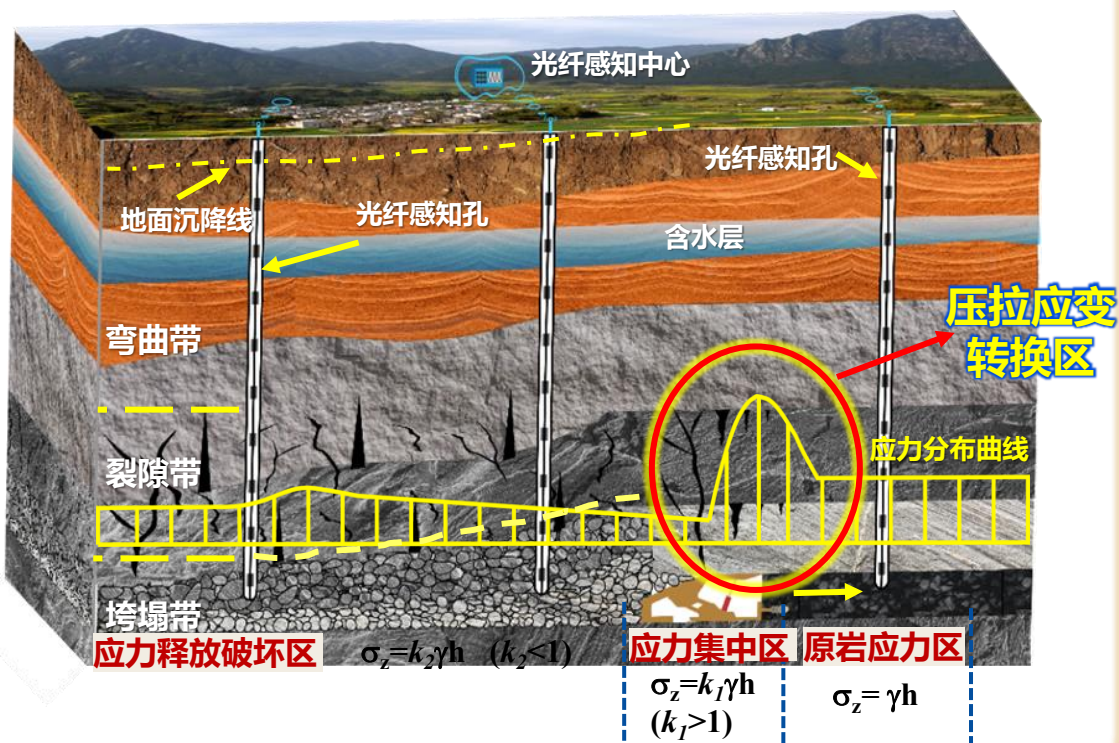 光纤感知中心
光纤感知孔
地面沉降线
光纤感知孔
含水层
压拉应变
转换区
弯曲带
裂隙带
应力分布曲线
垮塌带
应力释放破坏区
σz=k2γh (k2<1)
应力集中区
原岩应力区
σz=k1γh
(k1>1)
σz= γh